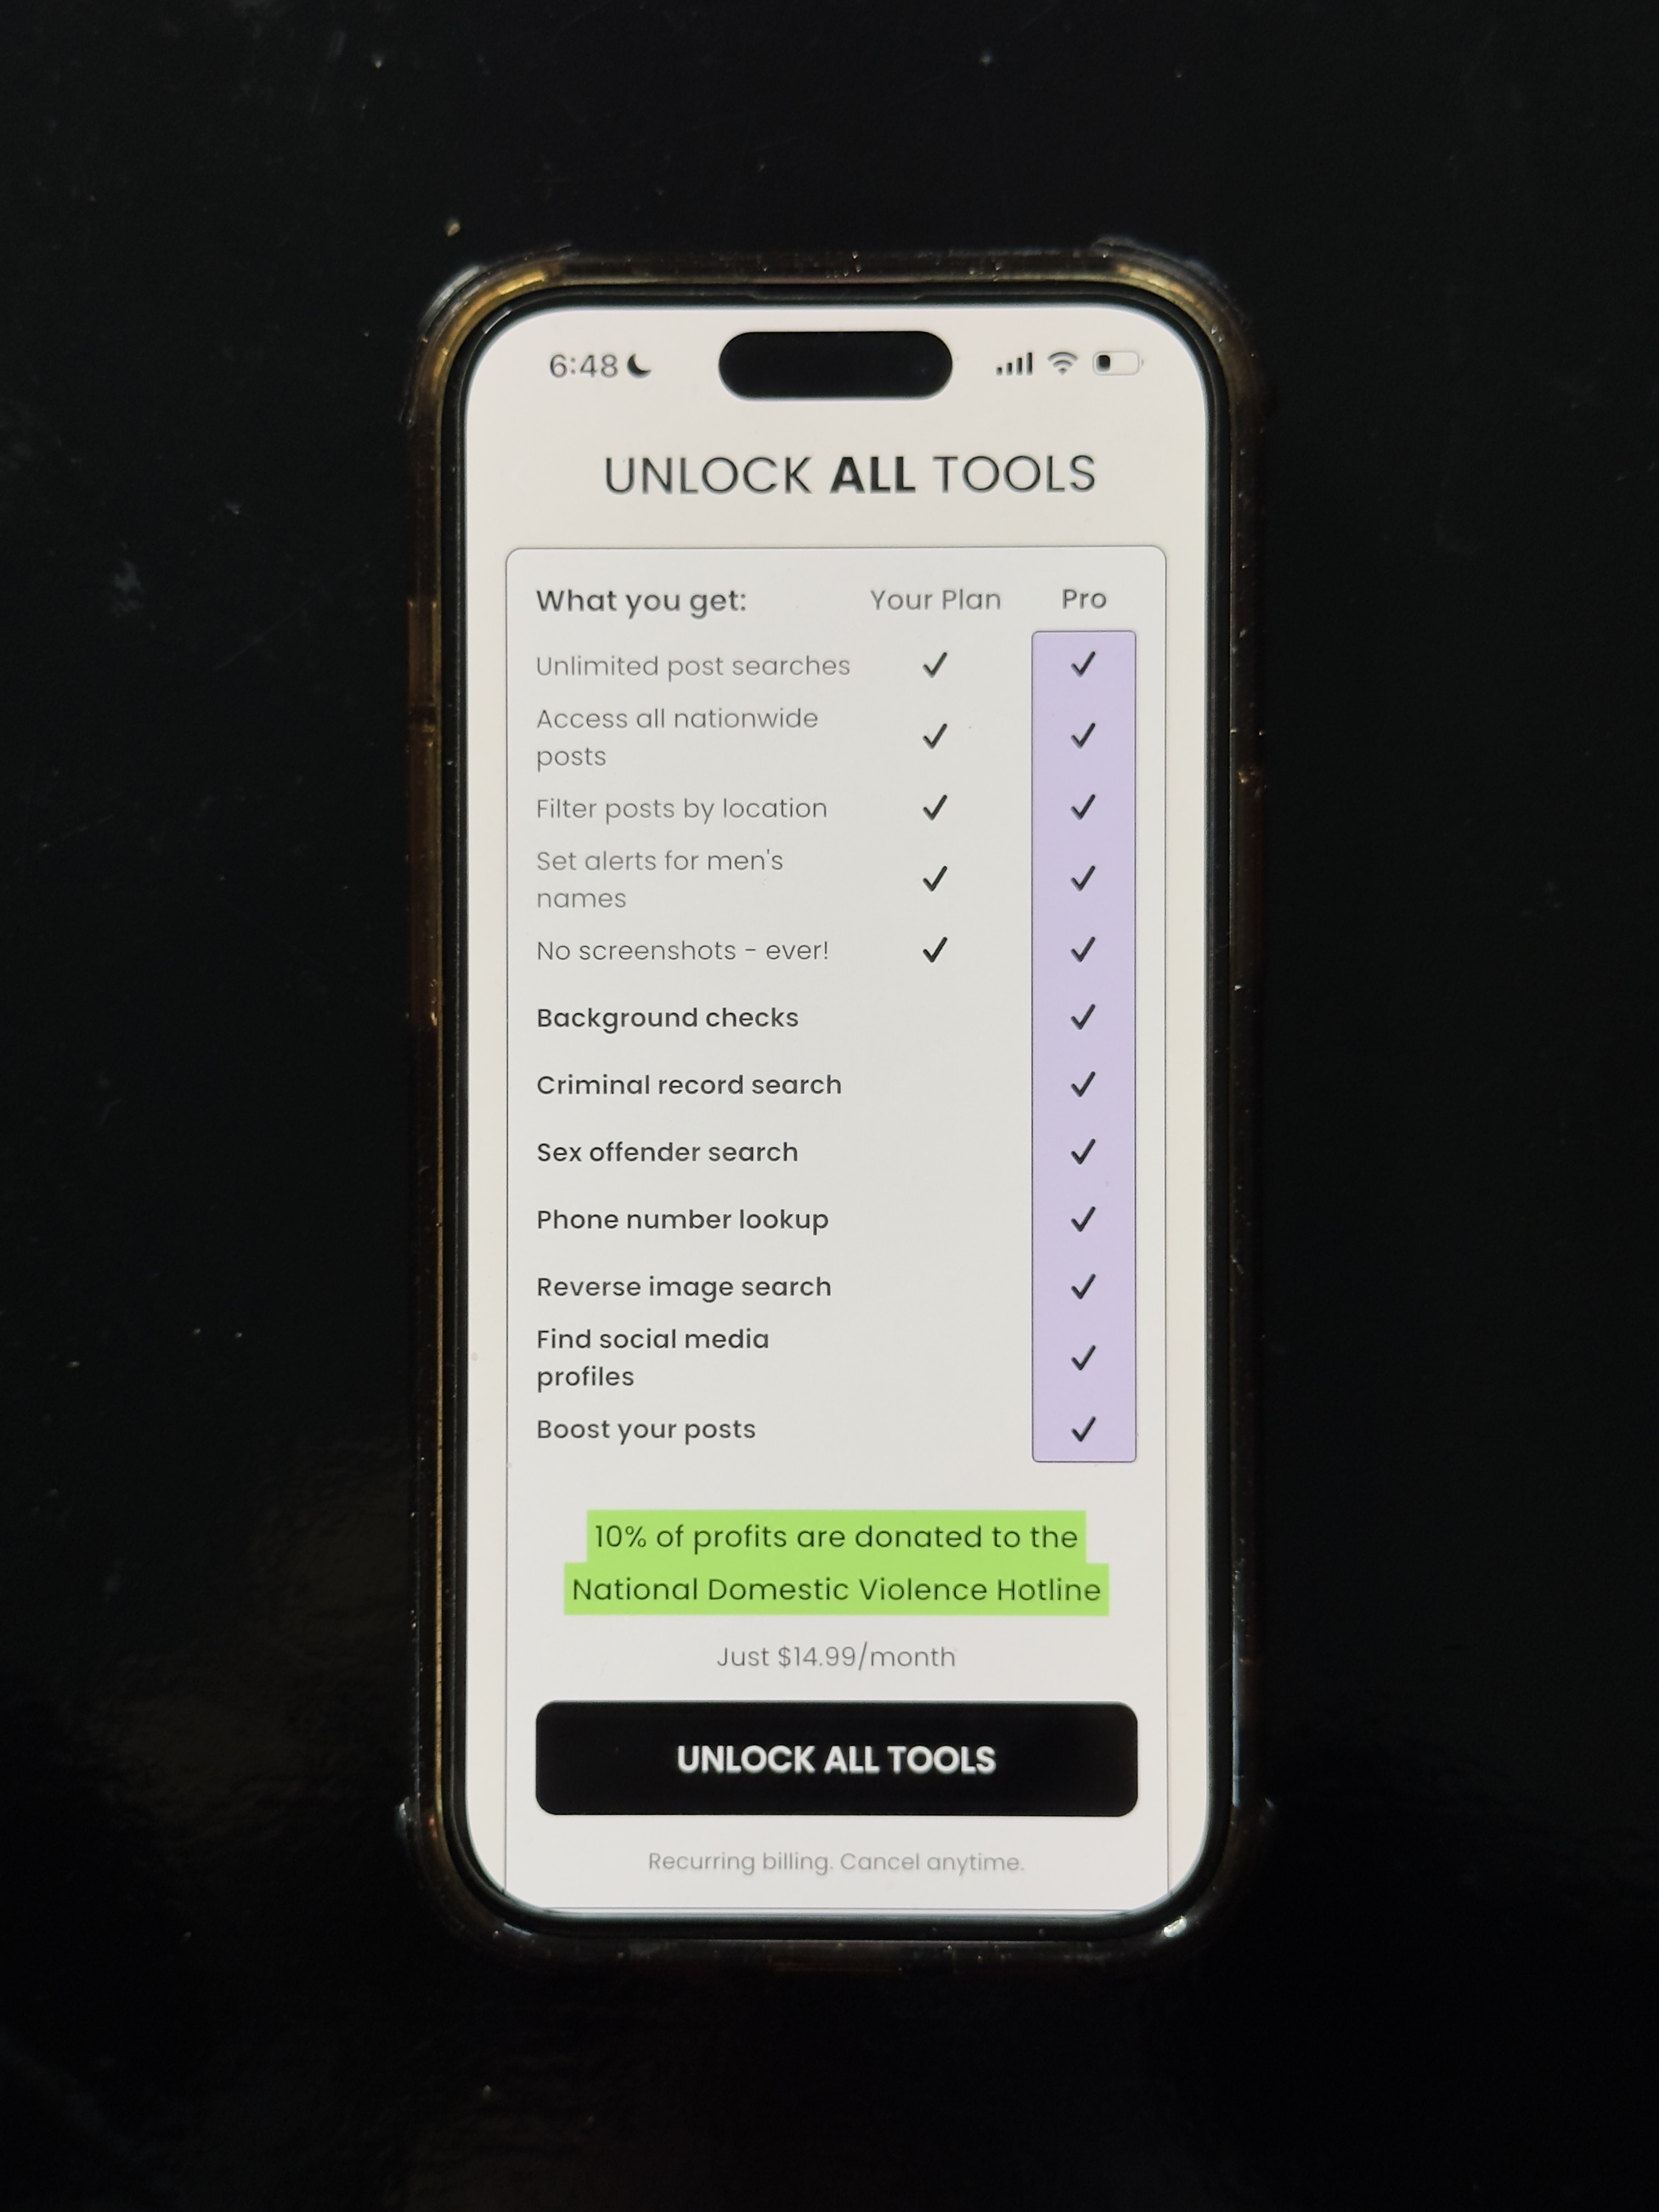 6:48
UNLOCK ALL TOOLS
What you get: Your Plan Pro
Unlimited post searches
Access all nationwide
posts
Filter posts by location
Set alerts for men's
names
No screenshots - ever!
Background checks
Criminal record search
Sex offender search
Phone number lookup
Reverse image search
Find social media
profiles
Boost your posts
10% of profits are donated to the
National Domestic Violence Hotline
Just $14.99/month
UNLOCK ALL TOOLS
Recurring billing. Cancel anytime.